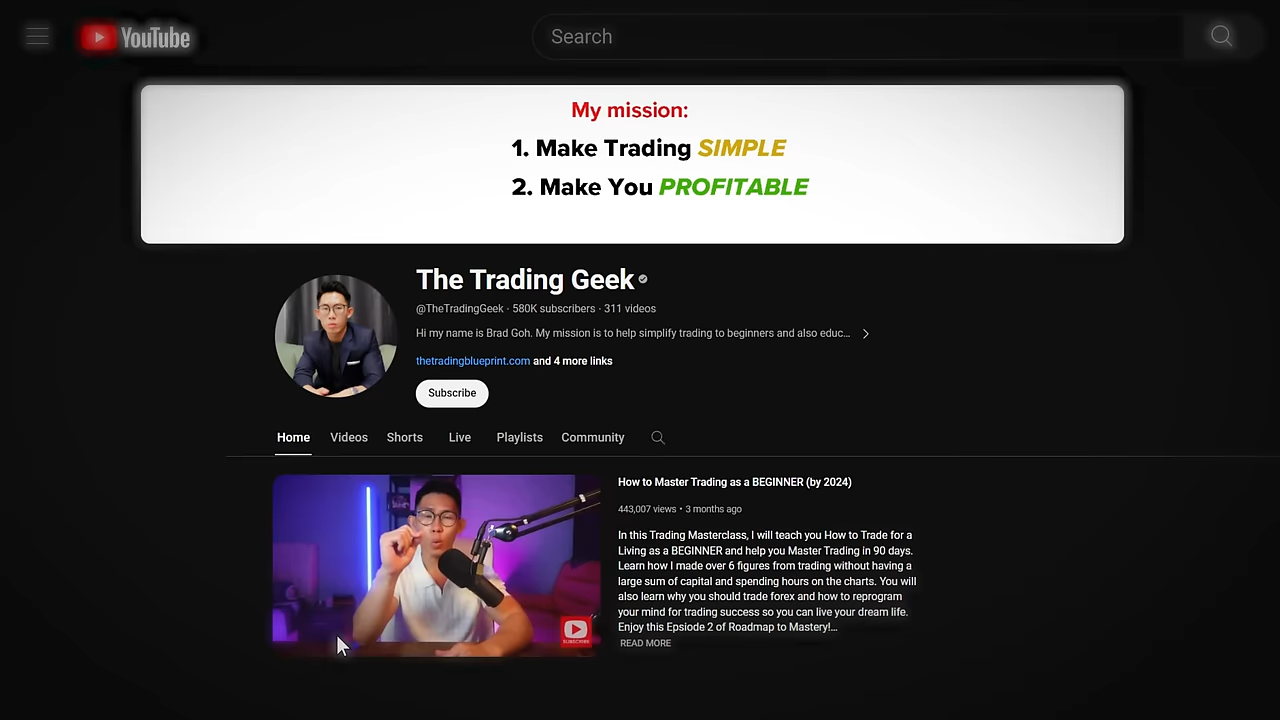 YouTube
Search
My mission:
1. Make Trading SIMPLE
2. Make You PROFITABLE
The Trading Geek
@TheTradingGeek · 580K subscribers · 311 videos
Hi my name is Brad Goh. My mission is to help simplify trading to beginners and also educ...
thetradingblueprint.com and 4 more links
Subscribe
Home Videos Shorts Live Playlists Community
How to Master Trading as a BEGINNER (by 2024)
443,007 views • 3 months ago
In this Trading Masterclass, I will teach you How to Trade for a
Living as a BEGINNER and help you Master Trading in 90 days.
Learn how I made over 6 figures from trading without having a
large sum of capital and spending hours on the charts. You will
also learn why you should trade forex and how to reprogram
your mind for trading success so you can live your dream life.
Enjoy this Epsiode 2 of Roadmap to Mastery!...
SUBSCRIBE
READ MORE